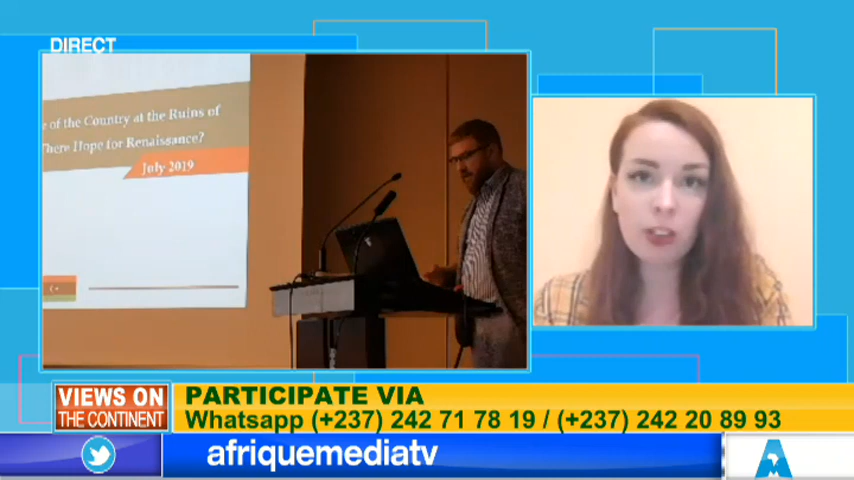 DIRECT
of the Country at the Ruins of
here Hope for Renaissance?
July 2019
VIEWS ON
THE CONTINENT
PARTICIPATE VIA
Whatsapp (+237) 242 71 78 19 / (+237) 242 20 89 93
afriquemediatv